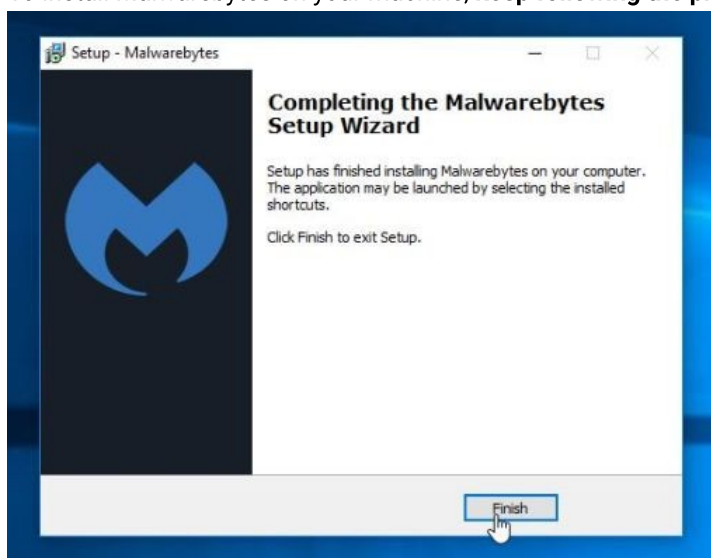 Setup - Malwarebytes
Completing the Malwarebytes
Setup Wizard
Setup has finished installing Malwarebytes on your computer.
The application may be launched by selecting the installed
shortcuts.
Click Finish to exit Setup.
Finish